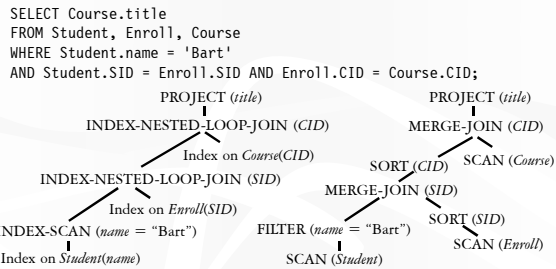 SELECT Course.title
FROM Student, Enroll, Course
WHERE Student.name = 'Bart'
AND Student.SID = Enroll.SID AND Enroll.CID = Course.CID;
PROJECT (title)
INDEX-NESTED-LOOP-JOIN (CID)
Index on Course(CID)
INDEX-NESTED-LOOP-JOIN (SID)
Index on Enroll(SID)
INDEX-SCAN (name = “Bart”)
Index on Student(name)
PROJECT (title)
MERGE-JOIN (CID)
SORT (CID)
SCAN (Course)
MERGE-JOIN (SID)
FILTER (name = “Bart”)
SORT (SID)
SCAN (Student)
SCAN (Enroll)